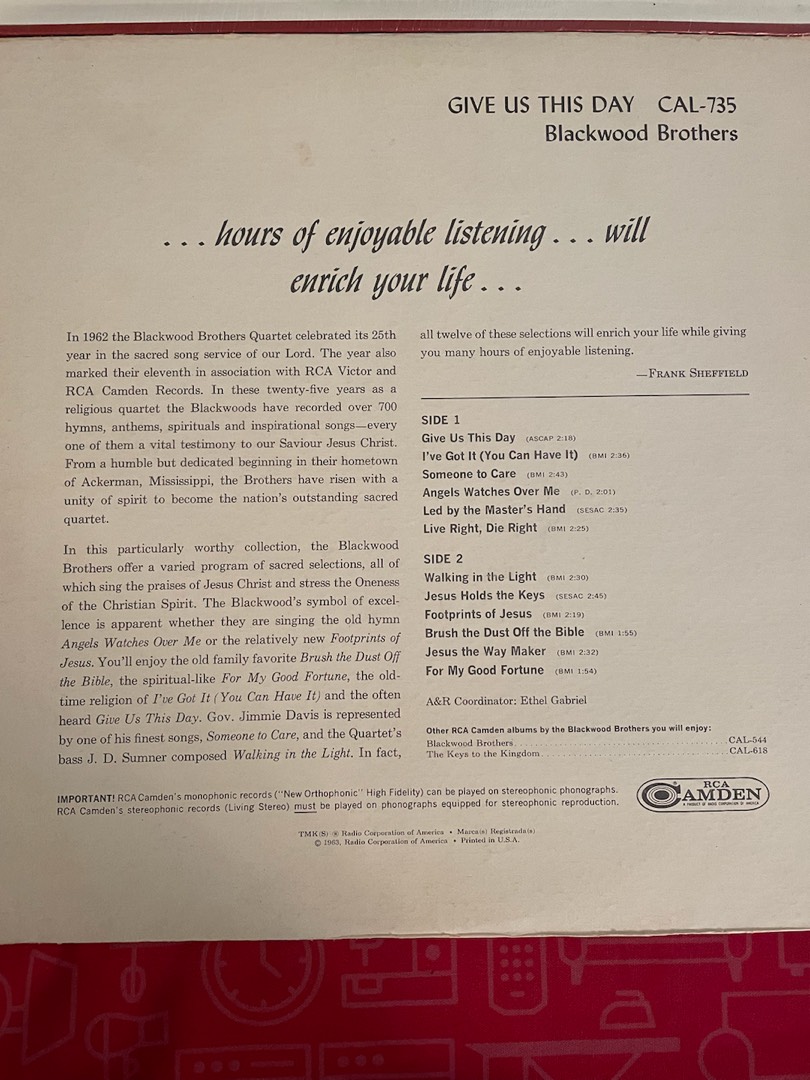 GIVE US THIS DAY CAL-735
Blackwood Brothers
. . . hours of enjoyable listening . . . will
enrich your life . . .
In 1962 the Blackwood Brothers Quartet celebrated its 25th
year in the sacred song service of our Lord. The year also
marked their eleventh in association with RCA Victor and
RCA Camden Records. In these twenty-five years as a
religious quartet the Blackwoods have recorded over 700
hymns, anthems, spirituals and inspirational songs—every
one of them a vital testimony to our Saviour Jesus Christ.
From a humble but dedicated beginning in their hometown
of Ackerman, Mississippi, the Brothers have risen with a
unity of spirit to become the nation's outstanding sacred
quartet.
In this particularly worthy collection, the Blackwood
Brothers offer a varied program of sacred selections, all of
which sing the praises of Jesus Christ and stress the Oneness
of the Christian Spirit. The Blackwood's symbol of excel-
lence is apparent whether they are singing the old hymn
Angels Watches Over Me or the relatively new Footprints of
Jesus. You'll enjoy the old family favorite Brush the Dust Off
the Bible, the spiritual-like For My Good Fortune, the old-
time religion of I've Got It (You Can Have It) and the often
heard Give Us This Day. Gov. Jimmie Davis is represented
by one of his finest songs, Someone to Care, and the Quartet's
bass J. D. Sumner composed Walking in the Light. In fact,
all twelve of these selections will enrich your life while giving
you many hours of enjoyable listening.
—FRANK SHEFFIELD
SIDE 1
Give Us This Day (ASCAP 2:18)
I've Got It (You Can Have It) (BMI 2:36)
Someone to Care (BMI 2:43)
Angels Watches Over Me (P. D. 2:01)
Led by the Master's Hand (SESAC 2:35)
Live Right, Die Right (BMI 2:25)
SIDE 2
Walking in the Light (BMI 2:30)
Jesus Holds the Keys (SESAC 2:45)
Footprints of Jesus (BMI 2:19)
Brush the Dust Off the Bible (BMI 1:55)
Jesus the Way Maker (BMI 2:32)
For My Good Fortune (BMI 1:54)
A&R Coordinator: Ethel Gabriel
Other RCA Camden albums by the Blackwood Brothers you will enjoy:
Blackwood Brothers . . . . . . . . . . CAL-544
The Keys to the Kingdom . . . . . . . . . . CAL-618
IMPORTANT! RCA Camden's monophonic records ("New Orthophonic" High Fidelity) can be played on stereophonic phonographs.
RCA Camden's stereophonic records (Living Stereo) must be played on phonographs equipped for stereophonic reproduction.
RCA
CAMDEN
A PRODUCT OF RADIO CORPORATION OF AMERICA
TMK(S) ® Radio Corporation of America • Marca(s) Registrada(s)
© 1963, Radio Corporation of America • Printed in U.S.A.